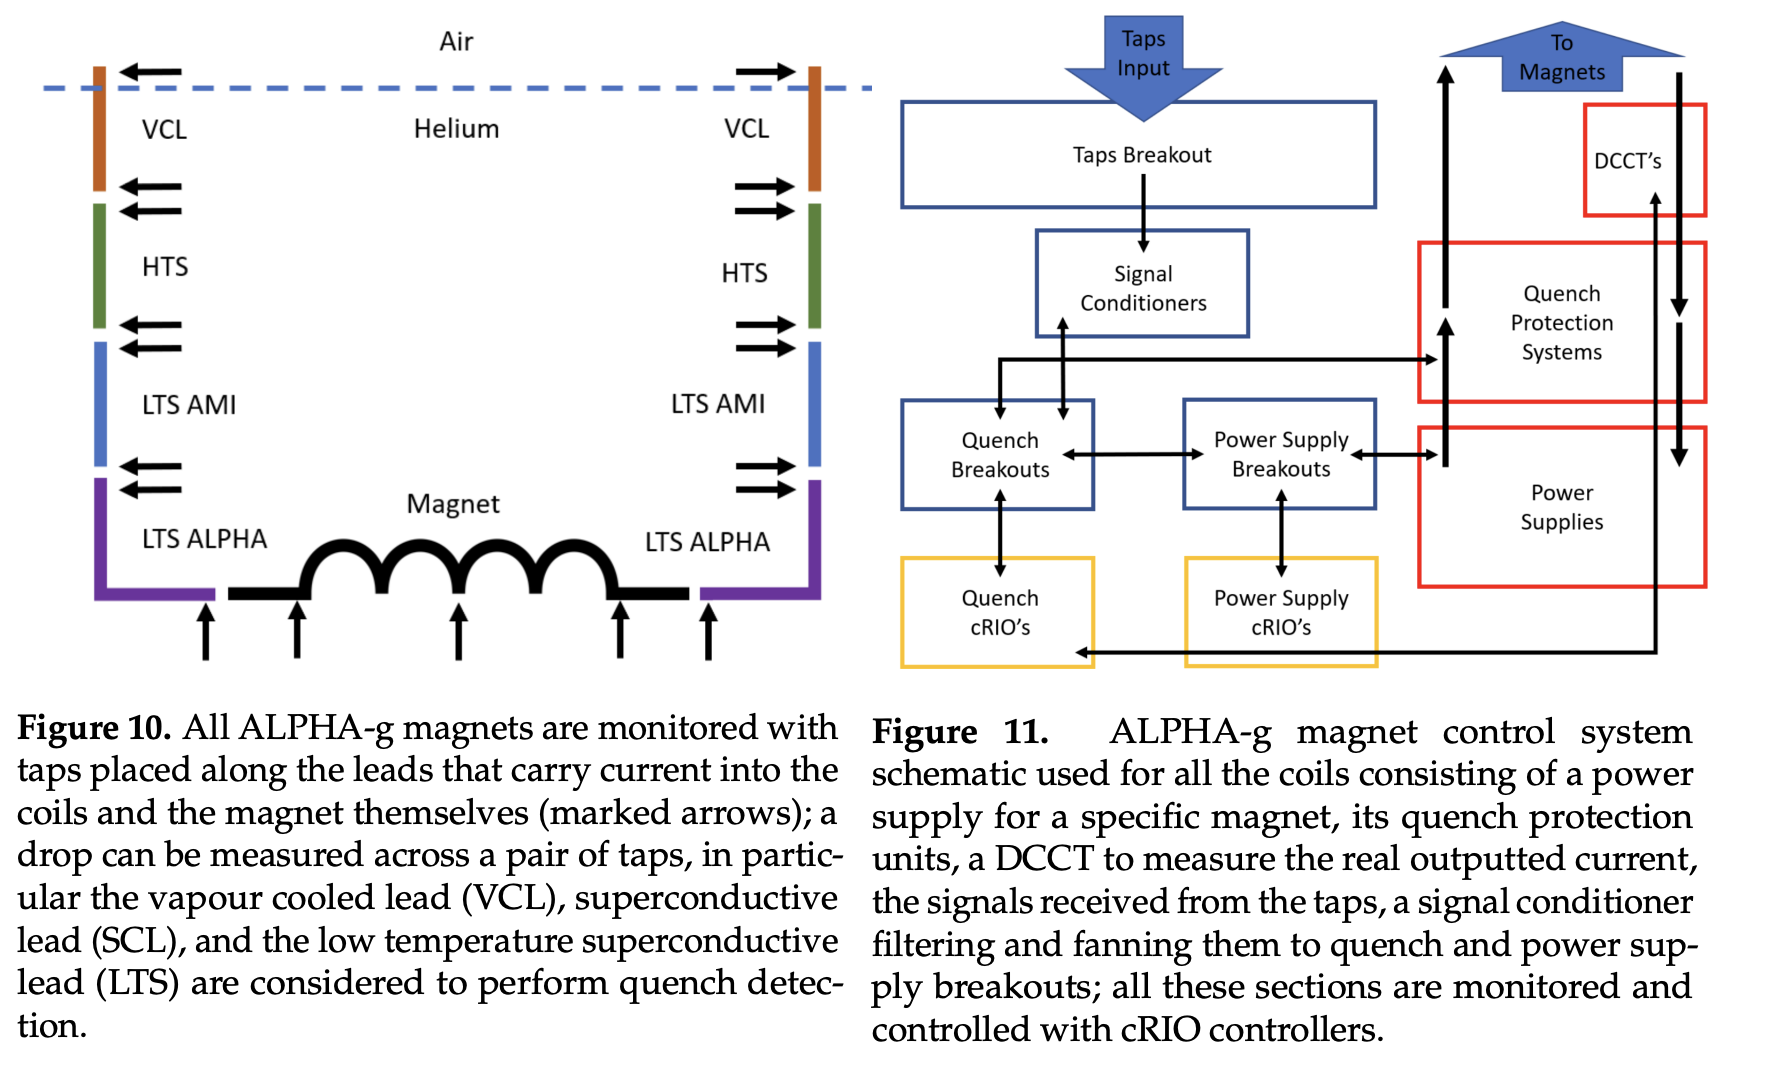 Air
Helium
VCL
VCL
HTS
HTS
LTS AMI
LTS AMI
Magnet
LTS ALPHA
LTS ALPHA
Figure 10. All ALPHA-g magnets are monitored with
taps placed along the leads that carry current into the
coils and the magnet themselves (marked arrows); a
drop can be measured across a pair of taps, in partic-
ular the vapour cooled lead (VCL), superconductive
lead (SCL), and the low temperature superconductive
lead (LTS) are considered to perform quench detec-
tion.
Taps
Input
To
Magnets
Taps Breakout
DCCT's
Signal
Conditioners
Quench
Protection
Systems
Quench
Breakouts
Power Supply
Breakouts
Power
Supplies
Quench
cRIO's
Power Supply
cRIO's
Figure 11. ALPHA-g magnet control system
schematic used for all the coils consisting of a power
supply for a specific magnet, its quench protection
units, a DCCT to measure the real outputted current,
the signals received from the taps, a signal conditioner
filtering and fanning them to quench and power sup-
ply breakouts; all these sections are monitored and
controlled with cRIO controllers.